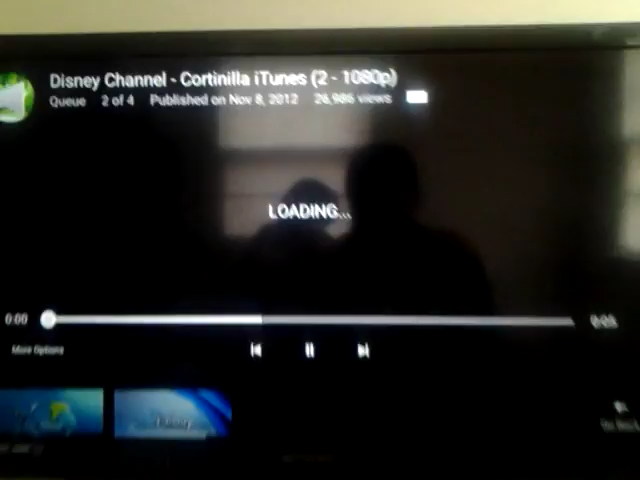 Disney Channel - Cortinilla iTunes (2 - 1080p)
Queue 2 of 4 Published on Nov 8, 2012 26,986 views
LOADING...
0:00
More Options